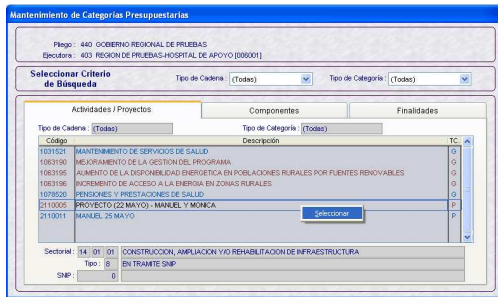 Mantenimiento de Categorías Presupuestarias
Pliego : 440 GOBIERNO REGIONAL DE PRUEBAS
Ejecutora : 403 REGION DE PRUEBAS-HOSPITAL DE APOYO [006001]
Seleccionar Criterio de Búsqueda
Tipo de Cadena : (Todas) Tipo de Categoría : (Todas)
Actividades / Proyectos Componentes Finalidades
Tipo de Cadena : (Todas) Tipo de Categoría : (Todas)
Código Descripción TC
1031521 MANTENIMIENTO DE SERVICIOS DE SALUD G
1063190 MEJORAMIENTO DE LA GESTION DEL PROGRAMA G
1063195 AUMENTO DE LA DISPONIBILIDAD ENERGETICA EN POBLACIONES RURALES POR FUENTES RENOVABLES G
1063196 INCREMENTO DE ACCESO A LA ENERGIA EN ZONAS RURALES G
1078520 PENSIONES Y PRESTACIONES DE SALUD G
2110005 PROYECTO (22 MAYO) - MANUEL Y MONICA P
2110011 MANUEL 25 MAYO P
Seleccionar
Sectorial : 14 01 01 CONSTRUCCION, AMPLIACION Y/O REHABILITACION DE INFRAESTRUCTURA
Tipo : 8 EN TRAMITE SNIP
SNIP : 0